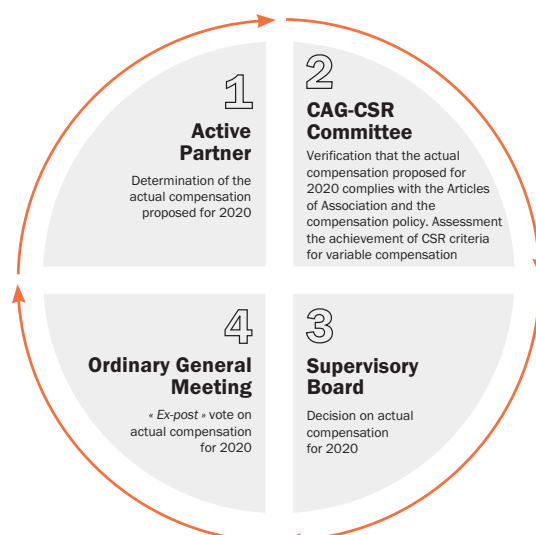 1
Active
Partner
Determination of the
actual compensation
proposed for 2020
2
CAG-CSR
Committee
Verification that the actual
compensation proposed for
2020 complies with the Articles
of Association and the
compensation policy. Assessment
the achievement of CSR criteria
for variable compensation
3
Supervisory
Board
Decision on actual
compensation
for 2020
4
Ordinary General
Meeting
« Ex-post » vote on
actual compensation
for 2020